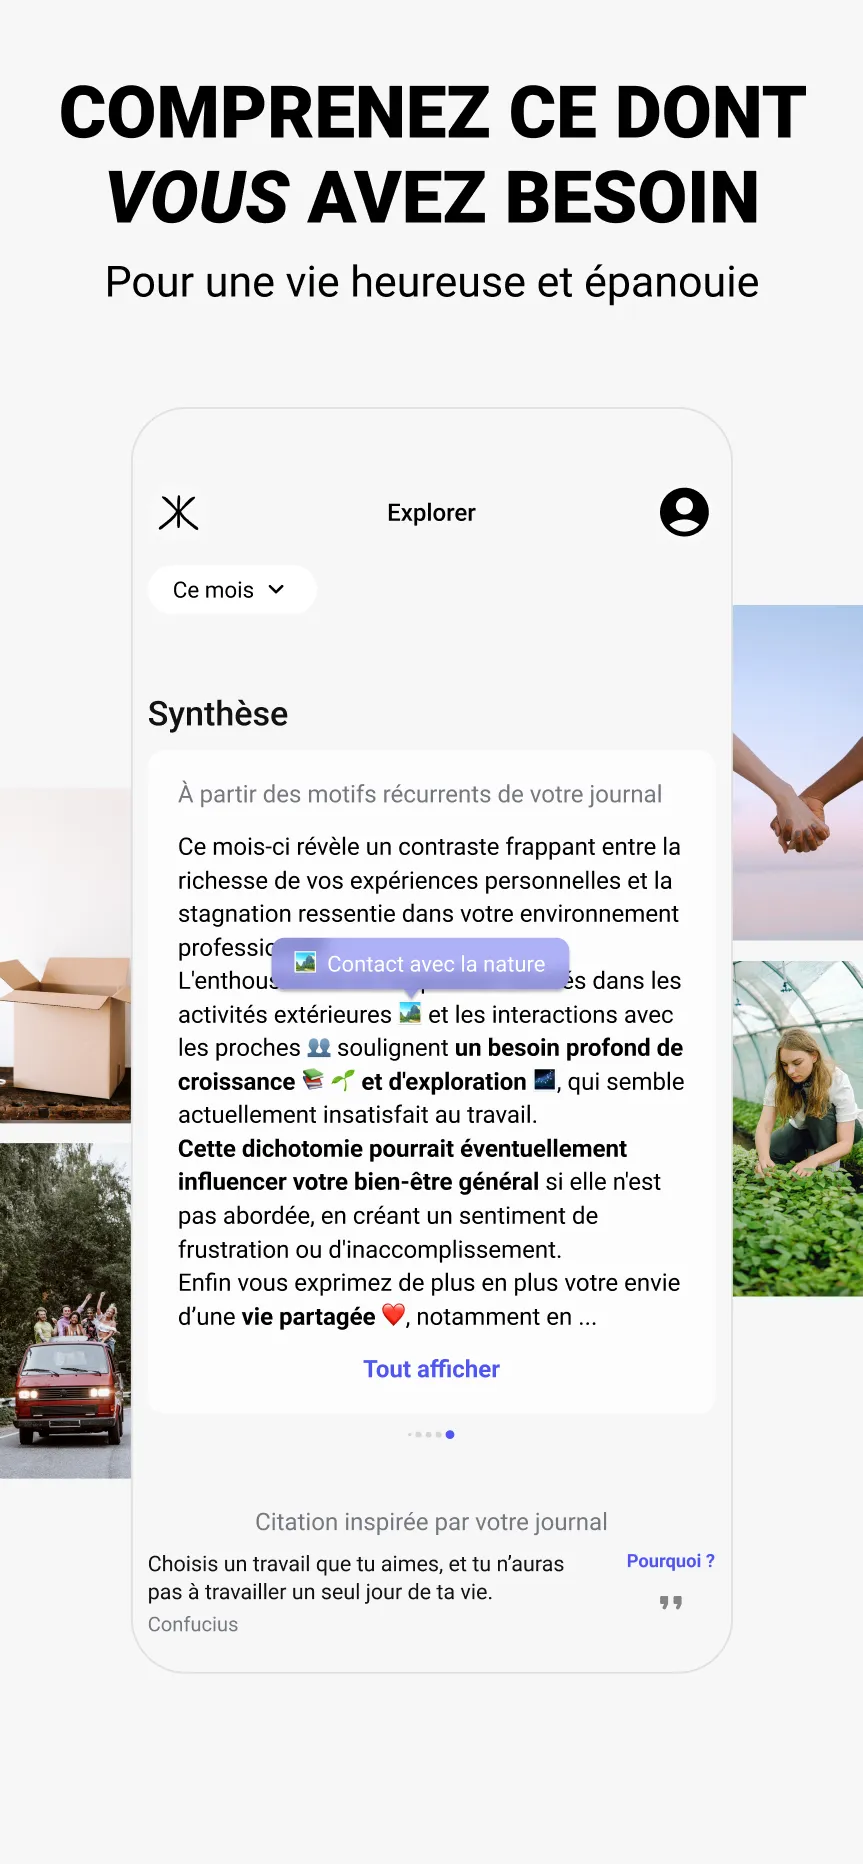 COMPRENEZ CE DONT
VOUS AVEZ BESOIN
Pour une vie heureuse et épanouie
Explorer
Ce mois
Synthèse
À partir des motifs récurrents de votre journal
Ce mois-ci révèle un contraste frappant entre la
richesse de vos expériences personnelles et la
stagnation ressentie dans votre environnement
Contact avec la nature
dans les
activités extérieures 🏞️ et les interactions avec
les proches 👥 soulignent un besoin profond de
croissance 📚 🌱 et d'exploration 🌌, qui semble
actuellement insatisfait au travail.
Cette dichotomie pourrait éventuellement
influencer votre bien-être général si elle n'est
pas abordée, en créant un sentiment de
frustration ou d'inaccomplissement.
Enfin vous exprimez de plus en plus votre envie
d’une vie partagée ❤️, notamment en ...
Tout afficher
Citation inspirée par votre journal
Choisis un travail que tu aimes, et tu n’auras
pas à travailler un seul jour de ta vie.
Confucius
Pourquoi ?